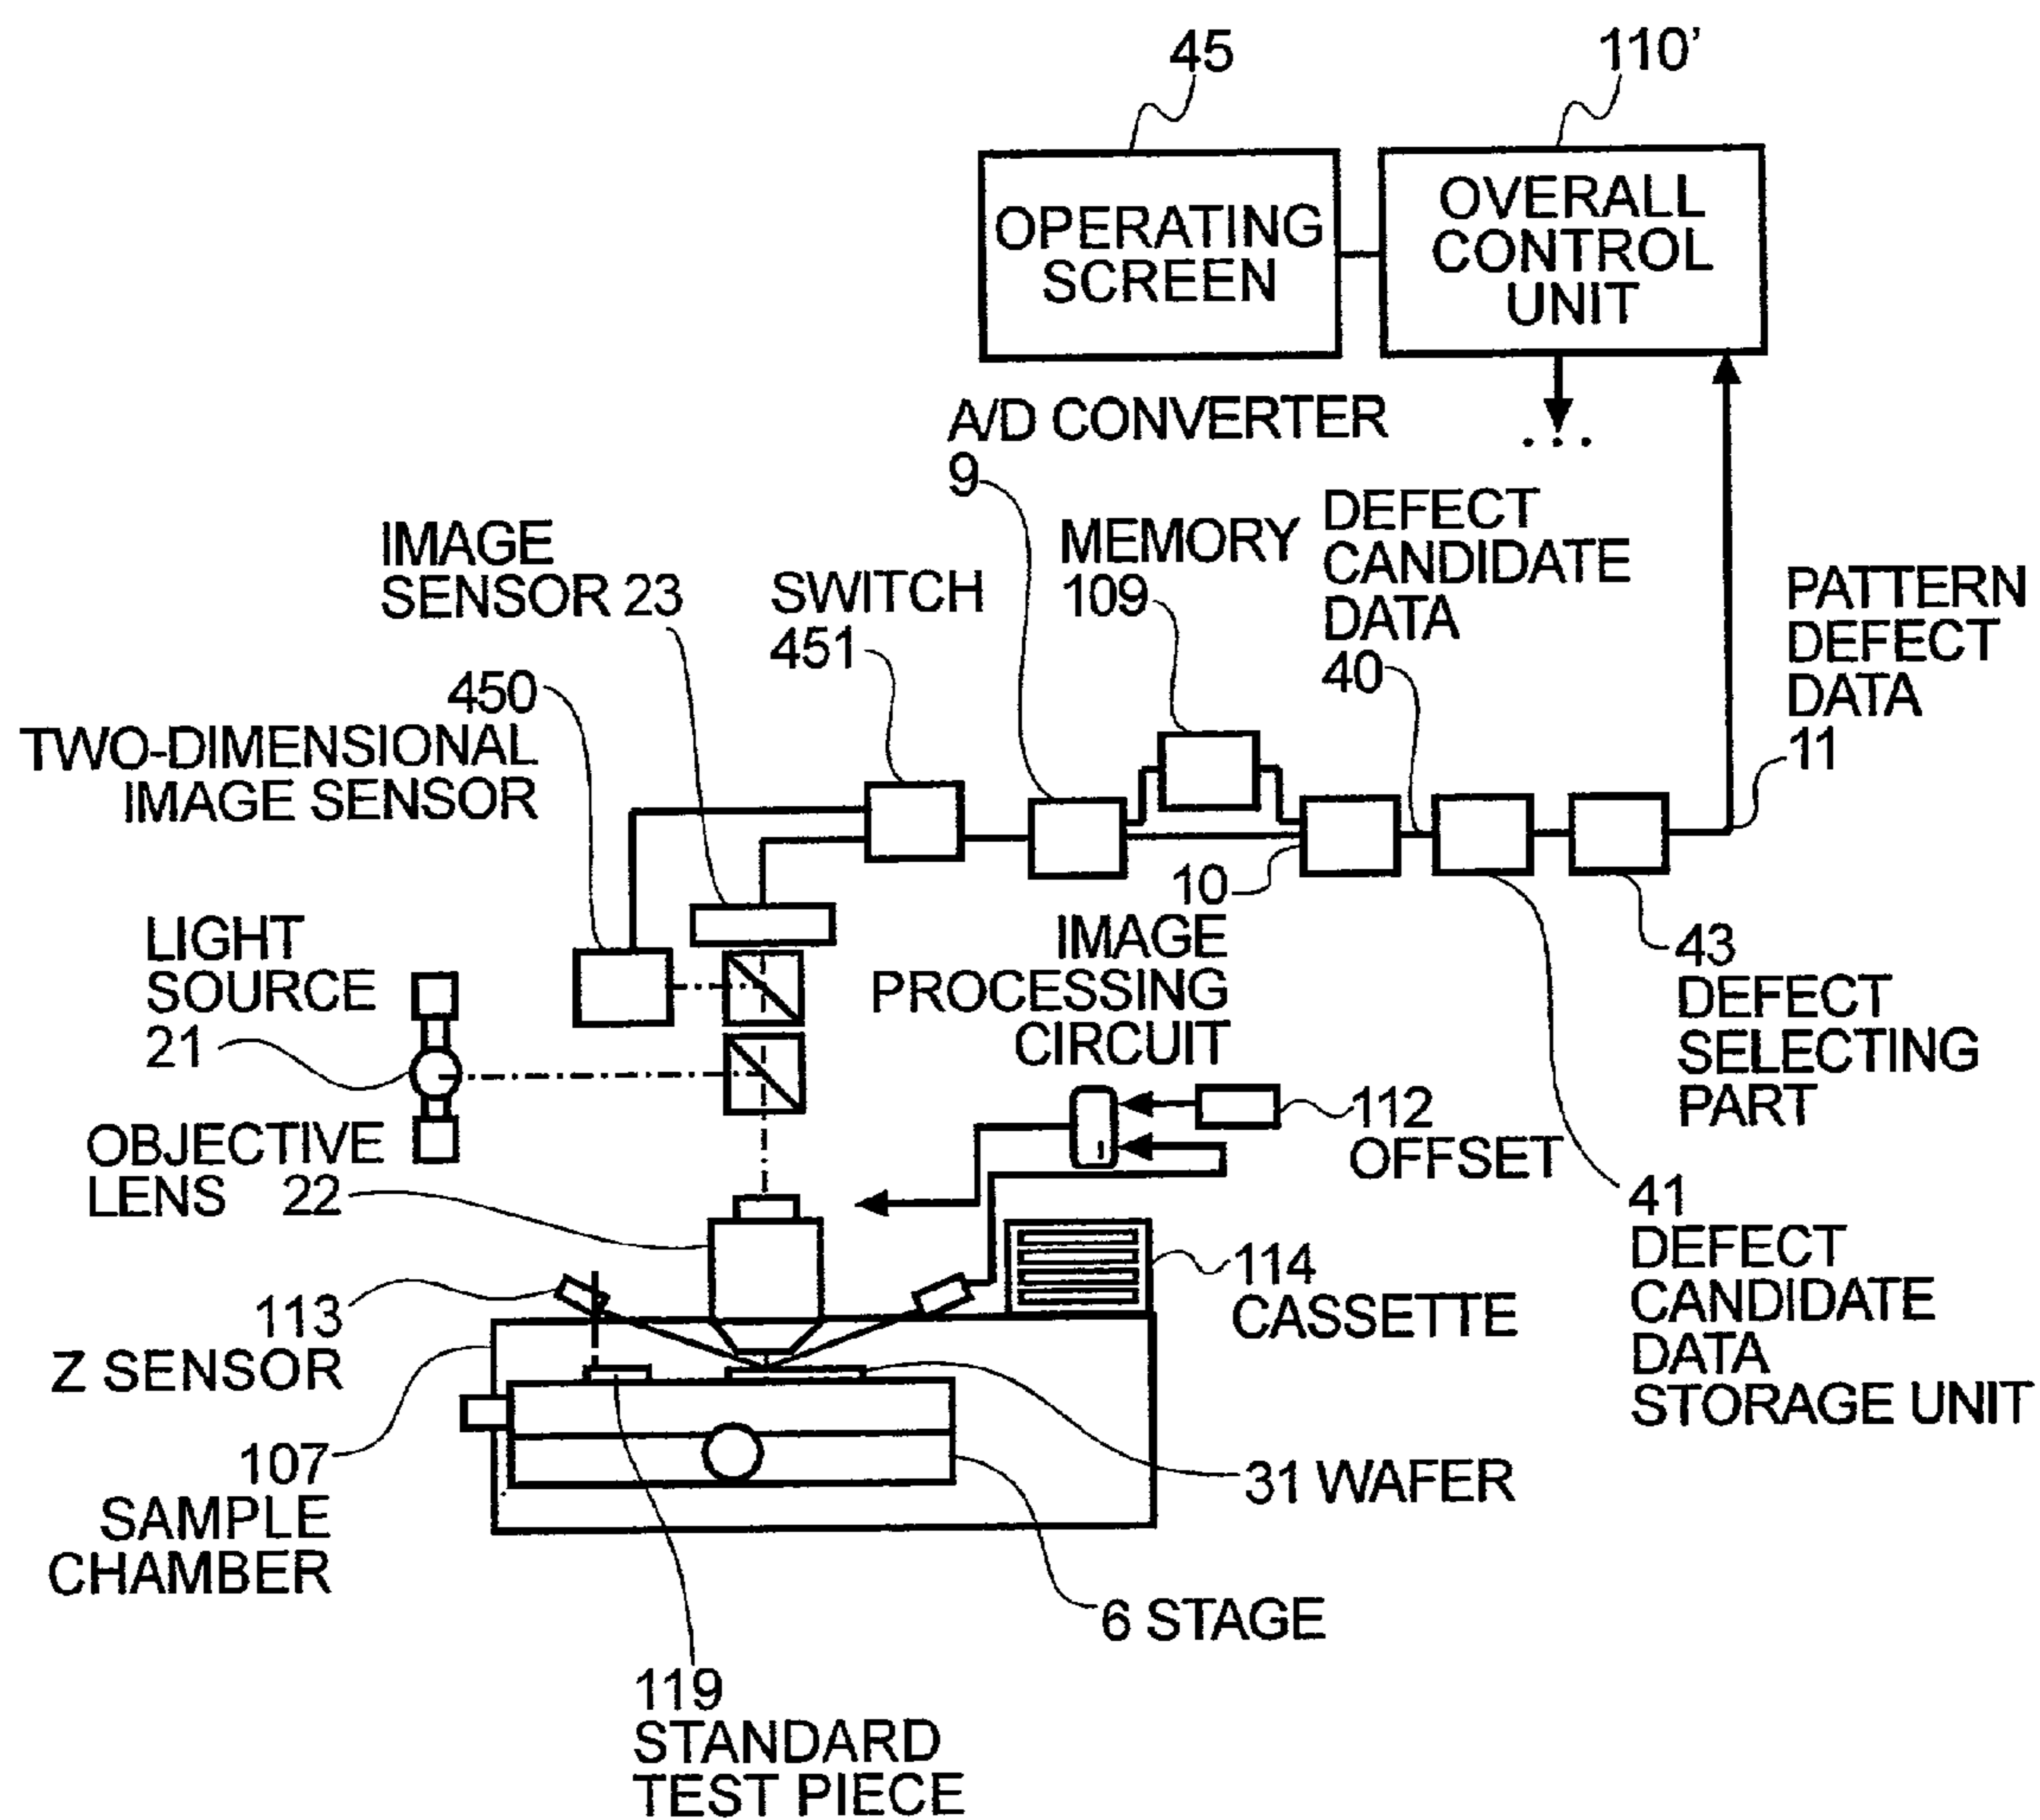 45
110’
OPERATING
SCREEN
OVERALL
CONTROL
UNIT
A/D CONVERTER
9
...
IMAGE
SENSOR 23
SWITCH
451
MEMORY
109
DEFECT
CANDIDATE
DATA
40
PATTERN
DEFECT
DATA
11
450
TWO-DIMENSIONAL
IMAGE SENSOR
LIGHT
SOURCE
21
10
IMAGE
PROCESSING
CIRCUIT
43
DEFECT
SELECTING
PART
OBJECTIVE
LENS 22
112
OFFSET
41
DEFECT
CANDIDATE
DATA
STORAGE UNIT
113
Z SENSOR
114
CASSETTE
107
SAMPLE
CHAMBER
31 WAFER
6 STAGE
119
STANDARD
TEST PIECE